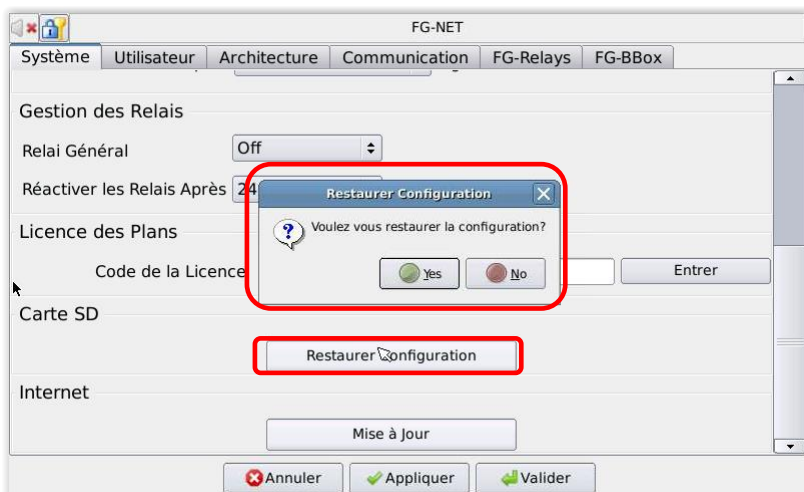 FG-NET
Système Utilisateur Architecture Communication FG-Relays FG-BBox
Gestion des Relais
Relai Général Off
Réactiver les Relais Après 24
Restaurer Configuration
Voulez vous restaurer la configuration?
Yes No
Licence des Plans
Code de la Licence Entrer
Carte SD
Restaurer Configuration
Internet
Mise à Jour
Annuler Appliquer Valider